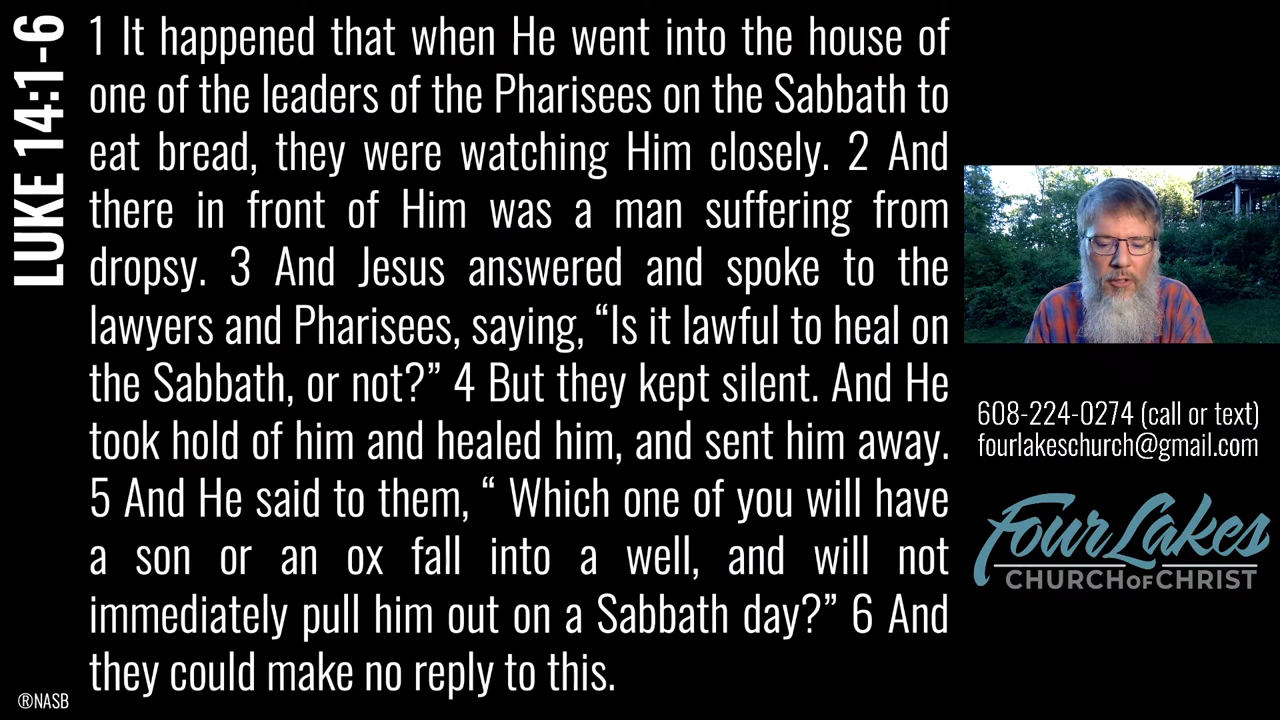 LUKE 14:1-6
1 It happened that when He went into the house of
one of the leaders of the Pharisees on the Sabbath to
eat bread, they were watching Him closely. 2 And
there in front of Him was a man suffering from
dropsy. 3 And Jesus answered and spoke to the
lawyers and Pharisees, saying, “Is it lawful to heal on
the Sabbath, or not?” 4 But they kept silent. And He
took hold of him and healed him, and sent him away.
5 And He said to them, “ Which one of you will have
a son or an ox fall into a well, and will not
immediately pull him out on a Sabbath day?” 6 And
they could make no reply to this.
®NASB
608-224-0274 (call or text)
fourlakeschurch@gmail.com
Four Lakes
CHURCH OF CHRIST